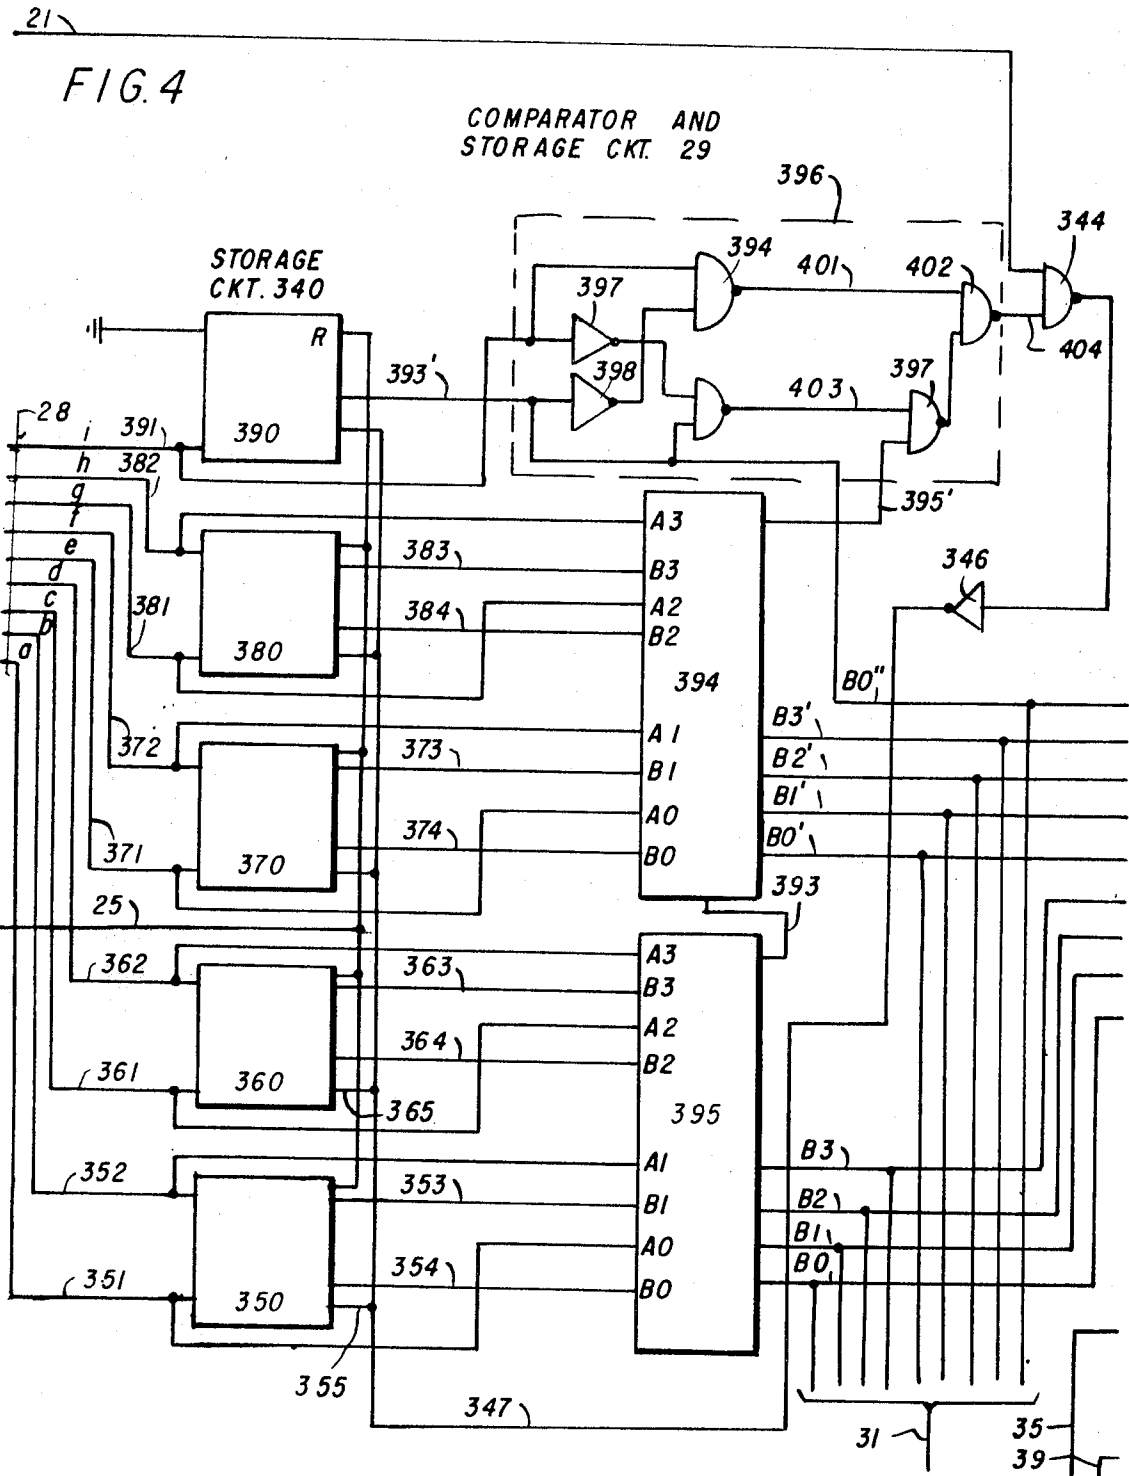 21
FIG. 4
COMPARATOR AND
STORAGE CKT. 29
396
344
STORAGE
CKT. 340
394
397
401
402
R
398
404
393'
403
397
28
i
391
390
h
382
g
395'
f
A3
e
383
B3
346
d
A2
c
381
384
B2
b
a
380
394
B0''
A1
B3'
372
373
B1
B2'
A0
B1'
371
370
374
B0
B0'
393
25
362
A3
363
B3
A2
364
B2
361
360
365
395
A1
B3
352
353
B1
B2
A0
B1
351
350
354
B0
B0
355
347
31
35
39